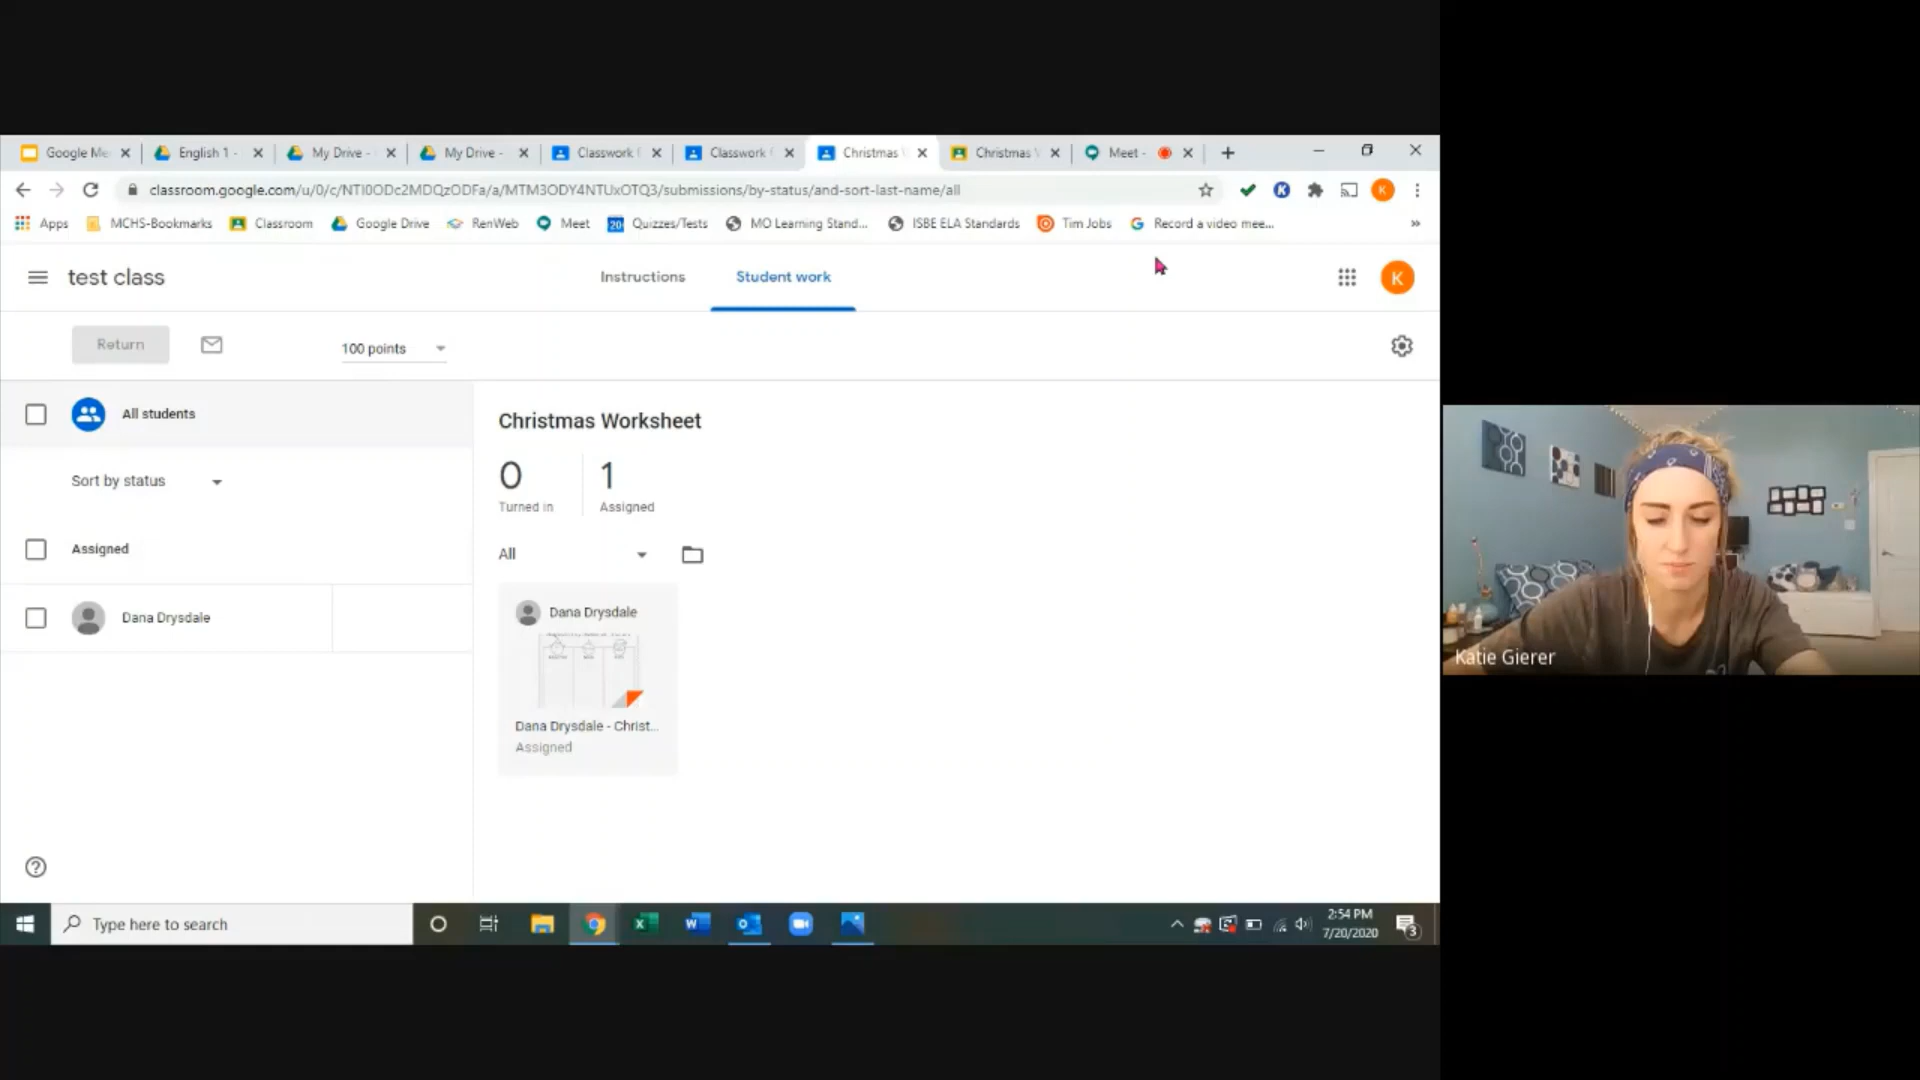 Google Me
English 1 -
My Drive -
My Drive -
Classwork
Classwork
Christmas
Christmas
Meet -
classroom.google.com/u/0/c/NTI0ODc2MDQzODFa/a/MTM3ODY4NTUxOTQ3/submissions/by-status/and-sort-last-name/all
K
K
Apps
MCHS-Bookmarks
Classroom
Google Drive
RenWeb
Meet
20
Quizzes/Tests
MO Learning Stand...
ISBE ELA Standards
Tim Jobs
Record a video mee...
»
test class
Instructions
Student work
K
Return
100 points
All students
Christmas Worksheet
0
1
Turned in
Assigned
Sort by status
All
Assigned
Dana Drysdale
Dana Drysdale
Dana Drysdale - Christ...
Assigned
Katie Gierer
Type here to search
2:54 PM
7/20/2020
3